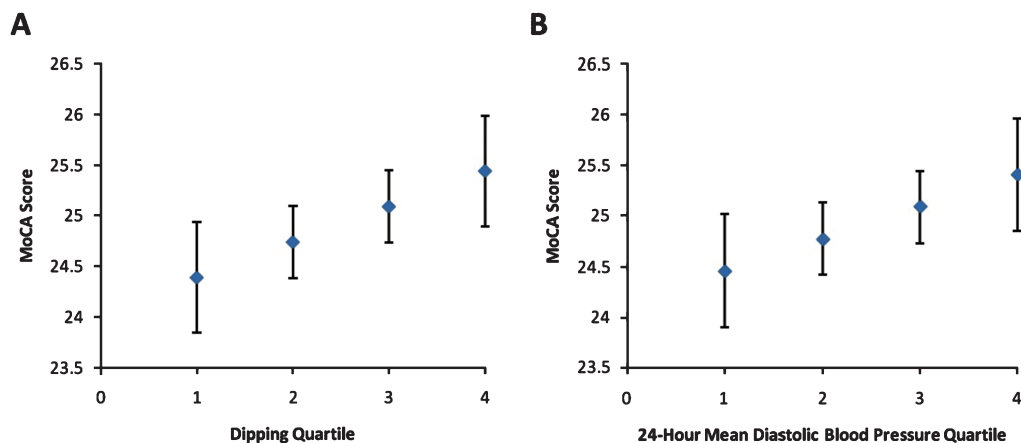 A
B
MoCA Score
26.5
26
25.5
25
24.5
24
23.5
0 1 2 3 4
Dipping Quartile
MoCA Score
26.5
26
25.5
25
24.5
24
23.5
0 1 2 3 4
24-Hour Mean Diastolic Blood Pressure Quartile